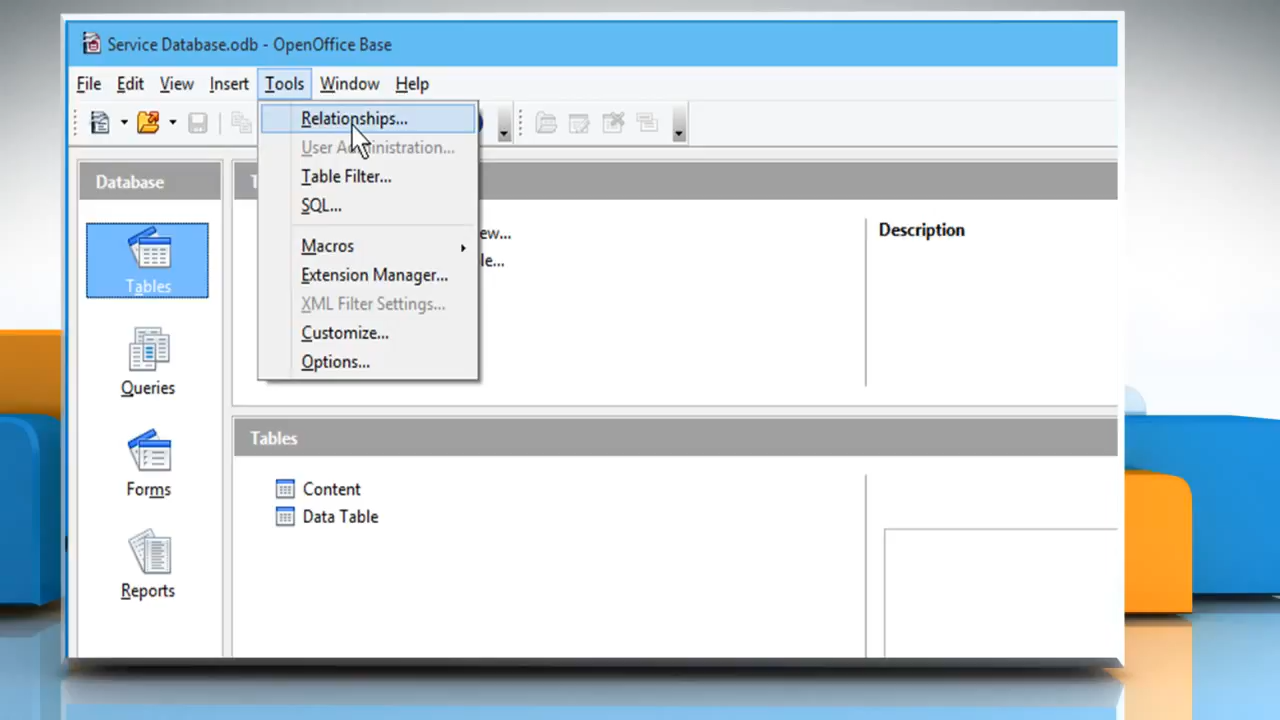 Service Database.odb - OpenOffice Base
File Edit View Insert Tools Window Help
Relationships...
User Administration...
Table Filter...
SQL...
Macros
Extension Manager...
XML Filter Settings...
Customize...
Options...
Database
Tables
Queries
Forms
Reports
Description
Tables
Content
Data Table